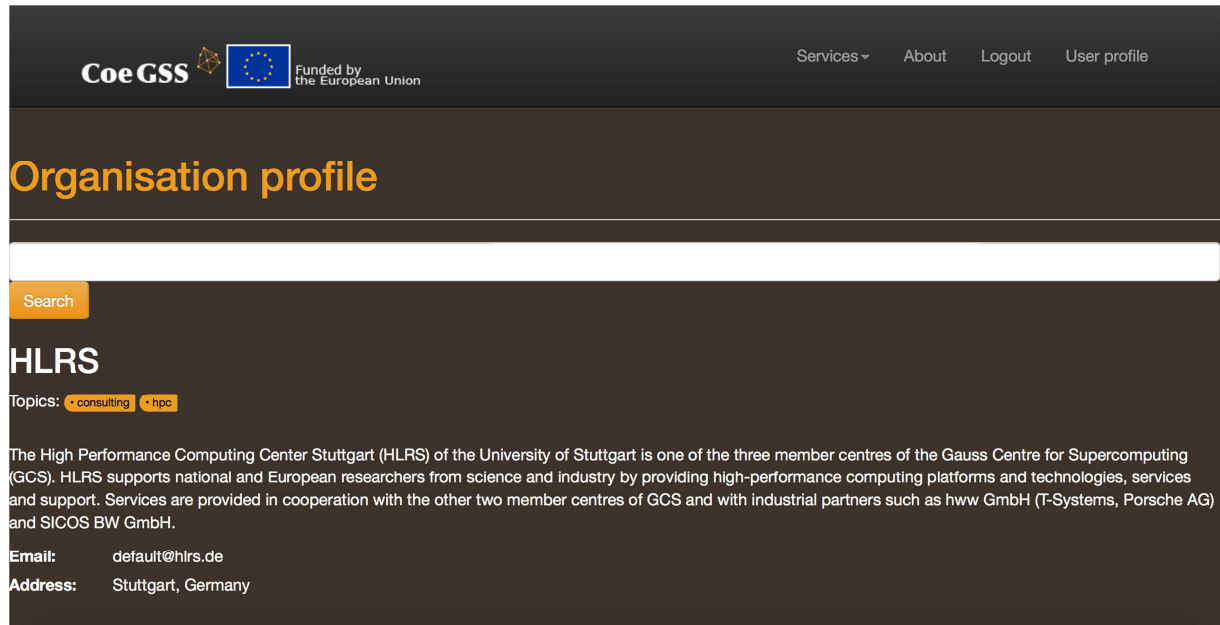 CoeGSS
Funded by
the European Union
Services
About
Logout
User profile
Organisation profile
Search
HLRS
Topics: • consulting • hpc
The High Performance Computing Center Stuttgart (HLRS) of the University of Stuttgart is one of the three member centres of the Gauss Centre for Supercomputing
(GCS). HLRS supports national and European researchers from science and industry by providing high-performance computing platforms and technologies, services
and support. Services are provided in cooperation with the other two member centres of GCS and with industrial partners such as hww GmbH (T-Systems, Porsche AG)
and SICOS BW GmbH.
Email: default@hlrs.de
Address: Stuttgart, Germany